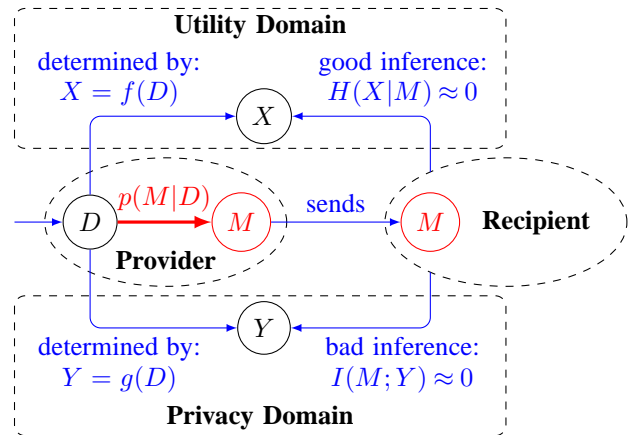 Utility Domain
determined by: good inference:
X = f(D) H(X|M) ≈ 0
X
p(M|D) sends
D M M Recipient
Provider
Y
determined by: bad inference:
Y = g(D) I(M;Y) ≈ 0
Privacy Domain